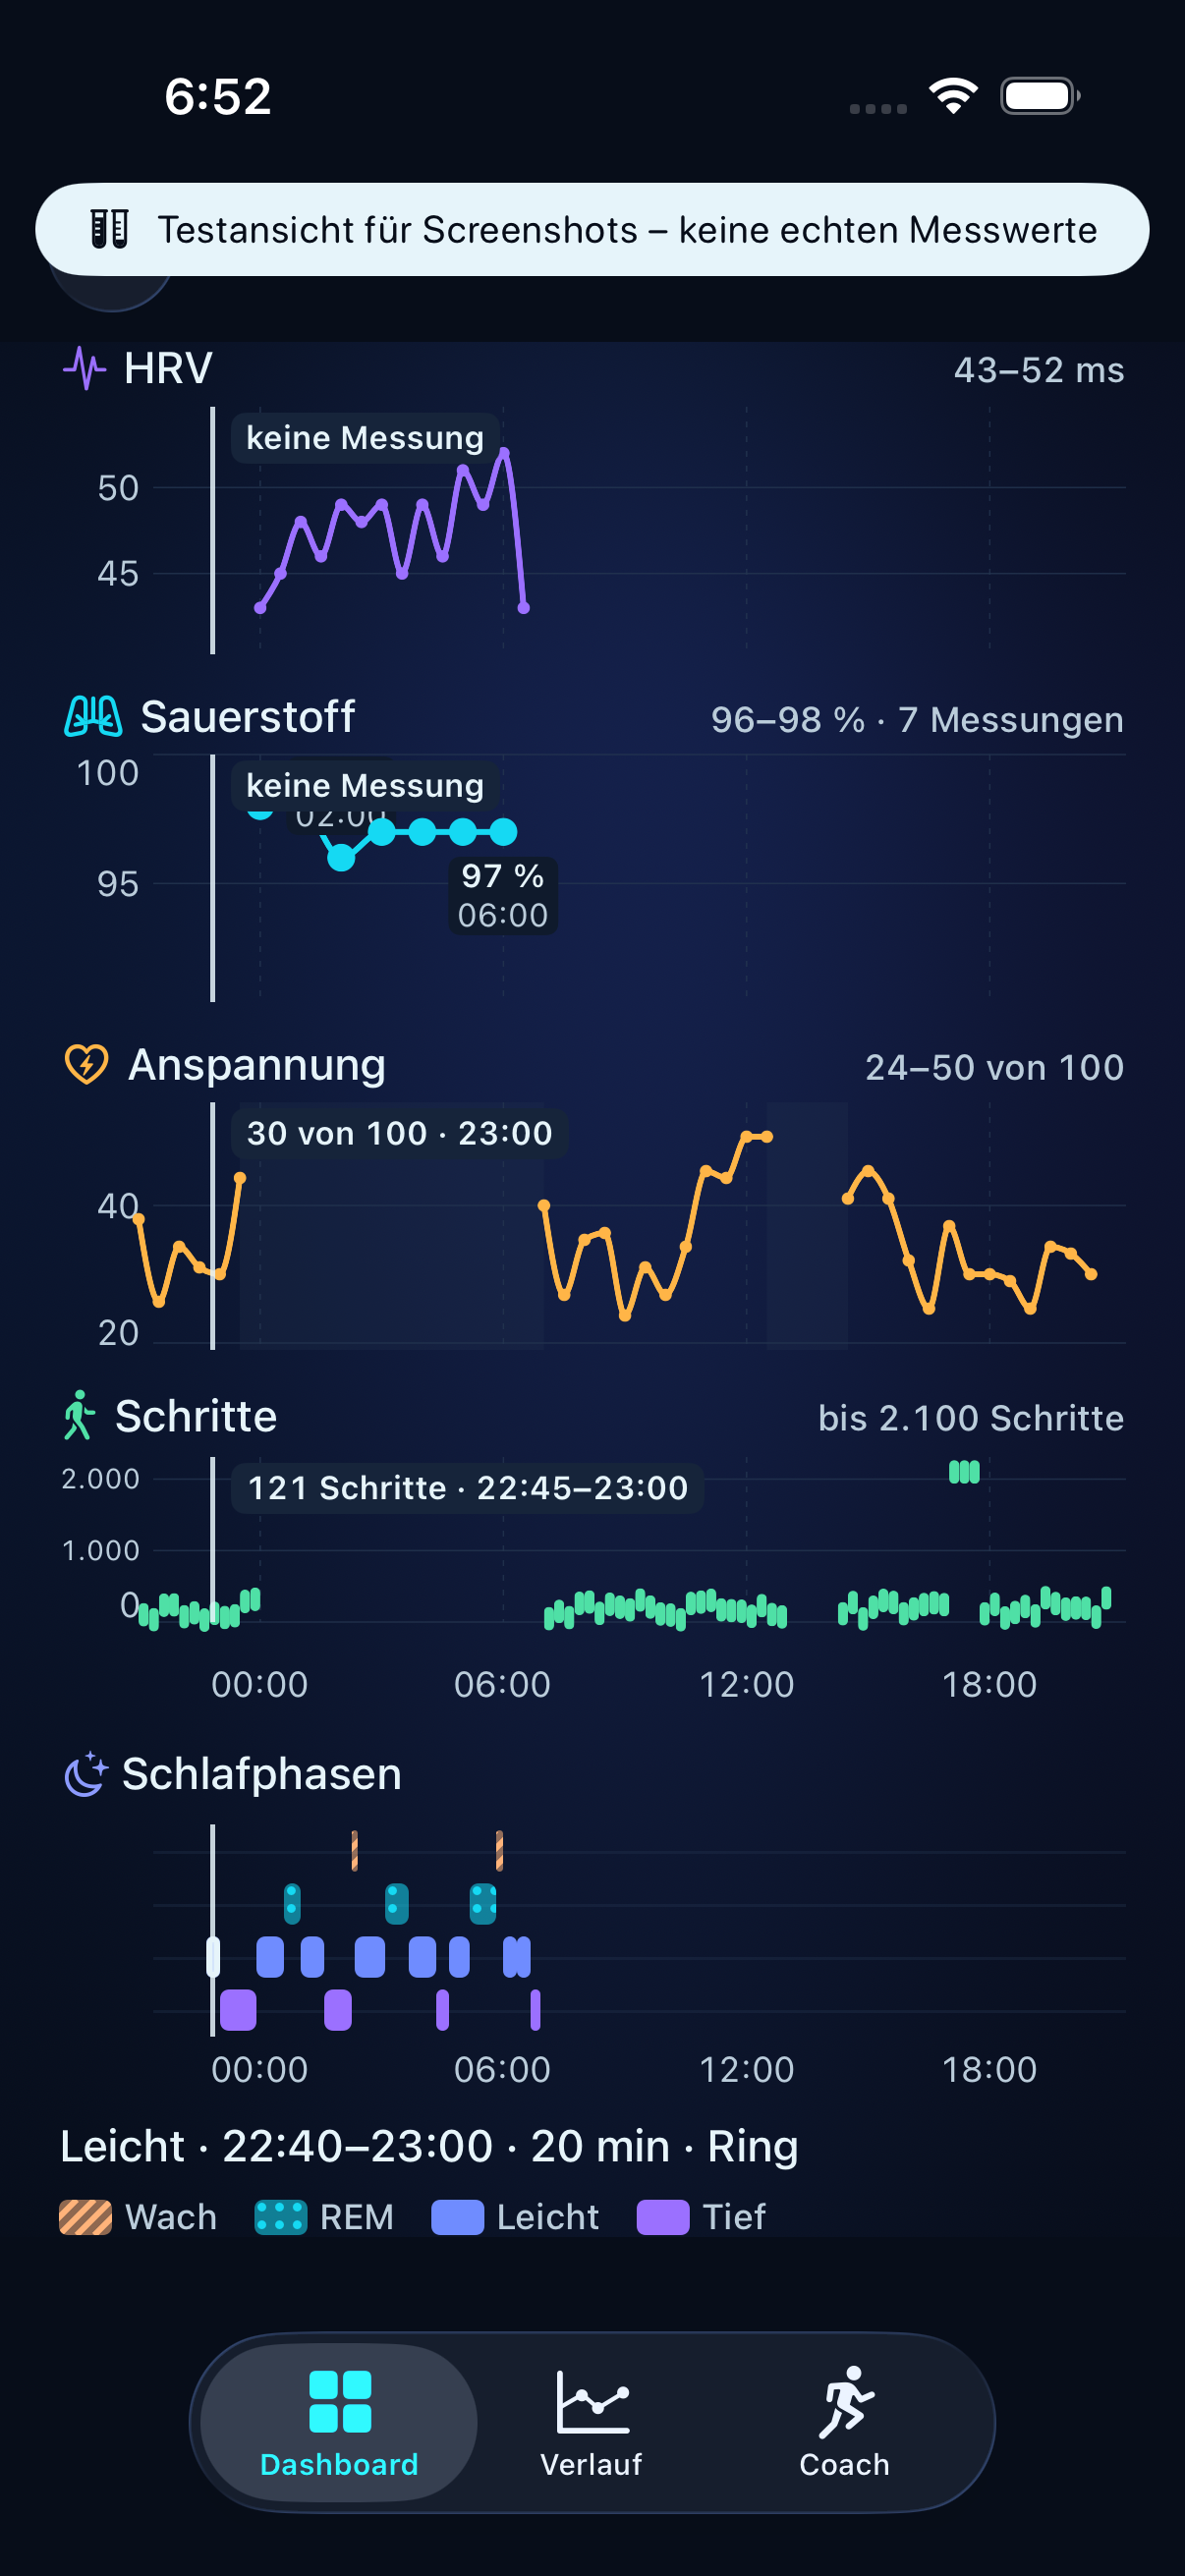 6:52
Testansicht für Screenshots – keine echten Messwerte
HRV
43–52 ms
keine Messung
50
45
Sauerstoff
96–98 % · 7 Messungen
100
keine Messung
02:00
95
97 %
06:00
Anspannung
24–50 von 100
30 von 100 · 23:00
40
20
Schritte
bis 2.100 Schritte
2.000
121 Schritte · 22:45–23:00
1.000
0
00:00 06:00 12:00 18:00
Schlafphasen
00:00 06:00 12:00 18:00
Leicht · 22:40–23:00 · 20 min · Ring
Wach REM Leicht Tief
Dashboard Verlauf Coach